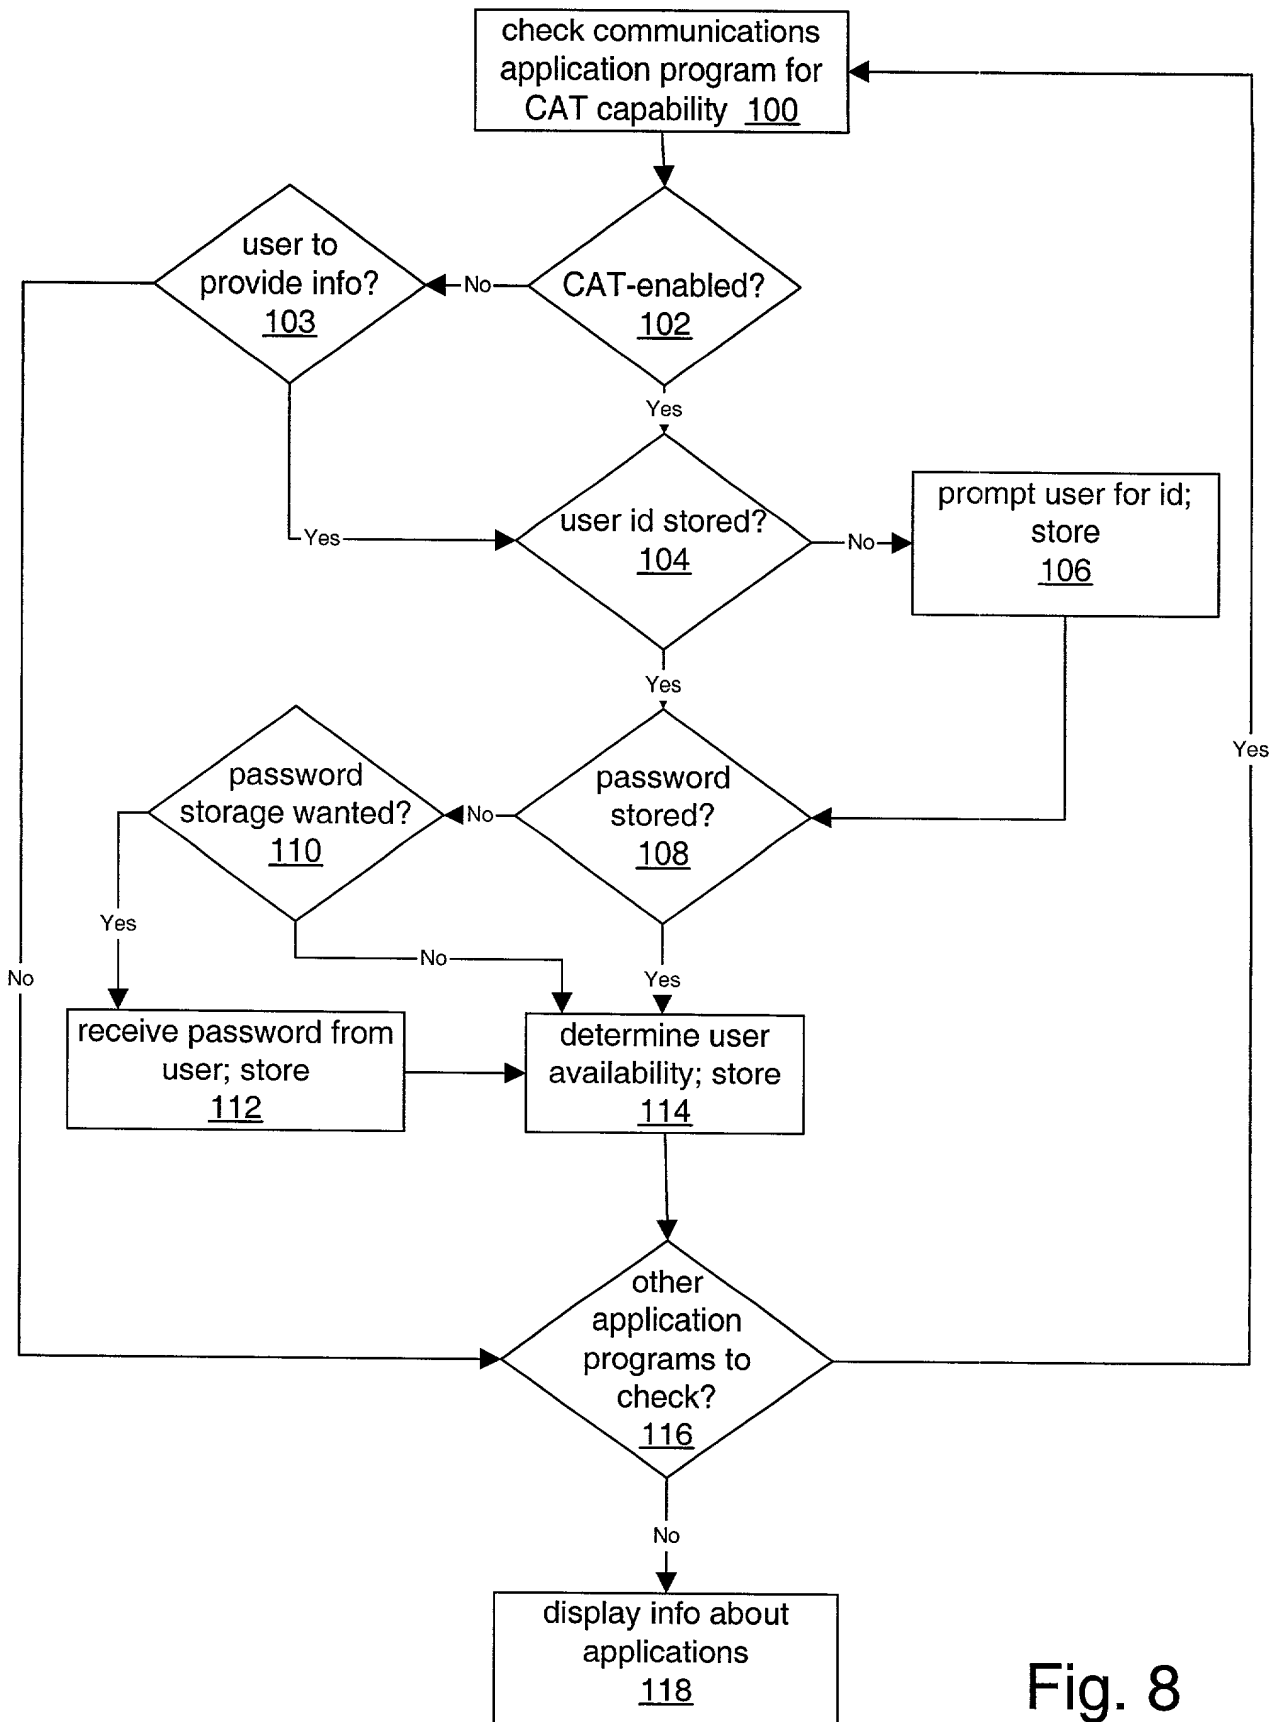 check communications
application program for
CAT capability 100
user to
provide info?
103
No
CAT-enabled?
102
Yes
Yes
user id stored?
104
No
prompt user for id;
store
106
Yes
password
storage wanted?
110
No
password
stored?
108
Yes
Yes
No
Yes
No
receive password from
user; store
112
determine user
availability; store
114
other
application
programs to
check?
116
No
display info about
applications
118
Fig. 8